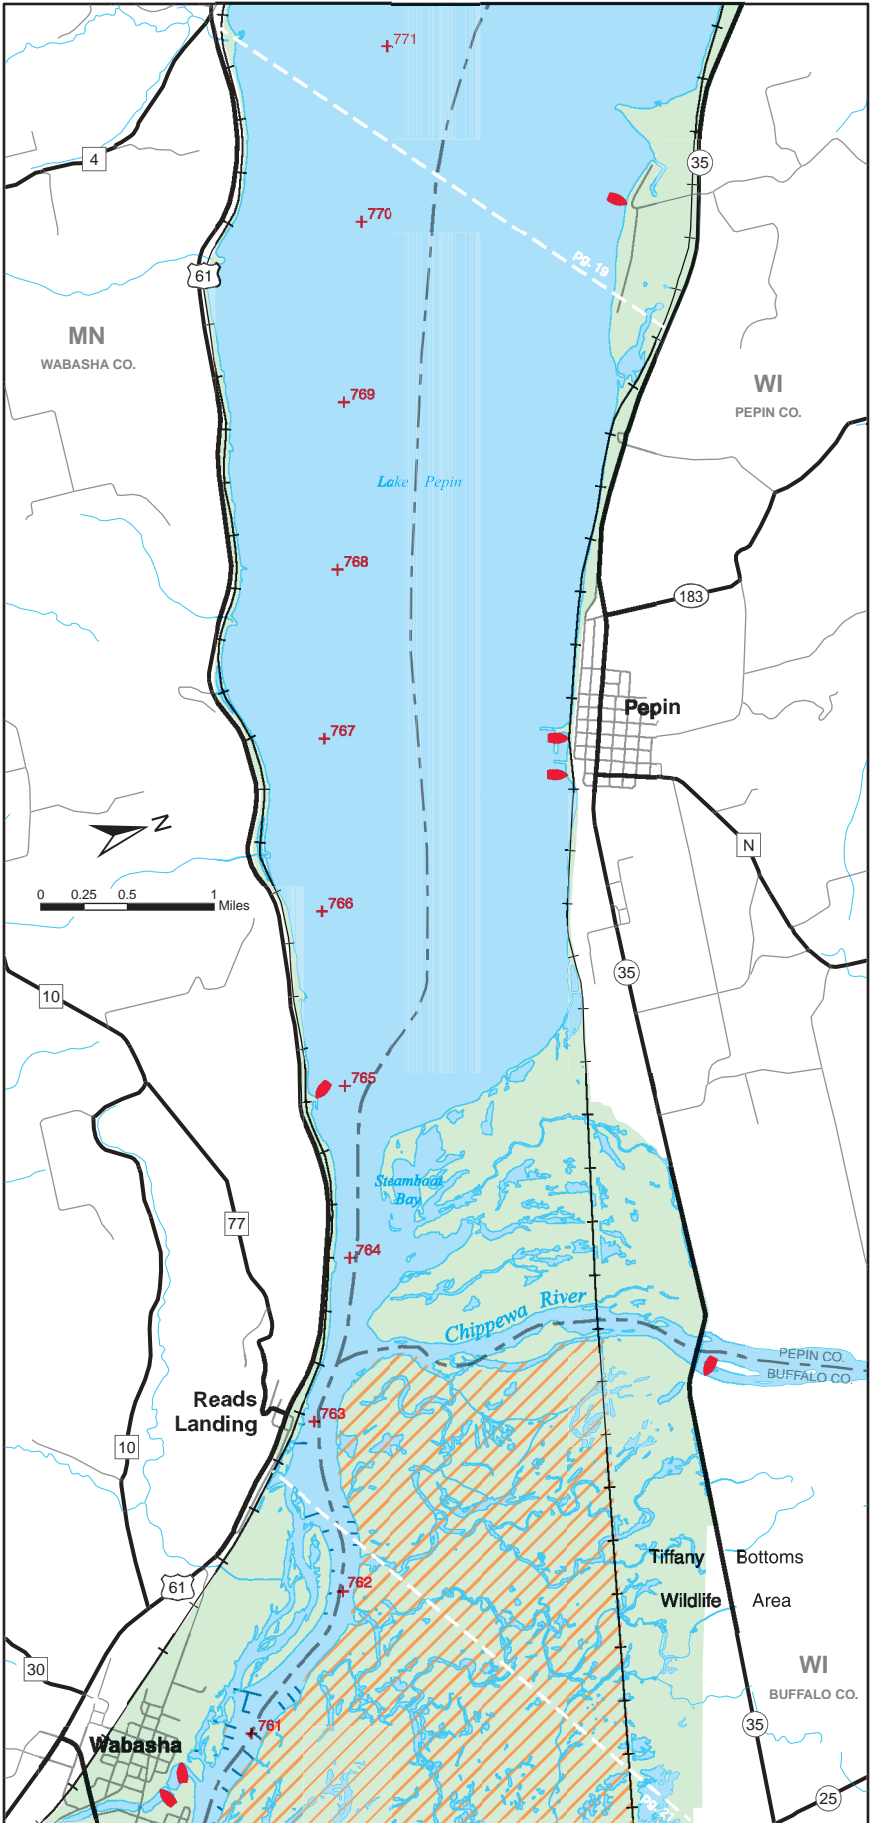 771
4
35
770
pg. 19
61
MN
WABASHA CO.
WI
PEPIN CO.
769
Lake Pepin
768
183
Pepin
767
N
N
0 0.25 0.5 1
Miles
766
35
10
765
Steamboat
Bay
77
764
Chippewa River
PEPIN CO.
BUFFALO CO.
Reads
Landing
763
10
Tiffany Bottoms
Wildlife Area
762
61
WI
BUFFALO CO.
30
761
35
Wabasha
25
pg. 21